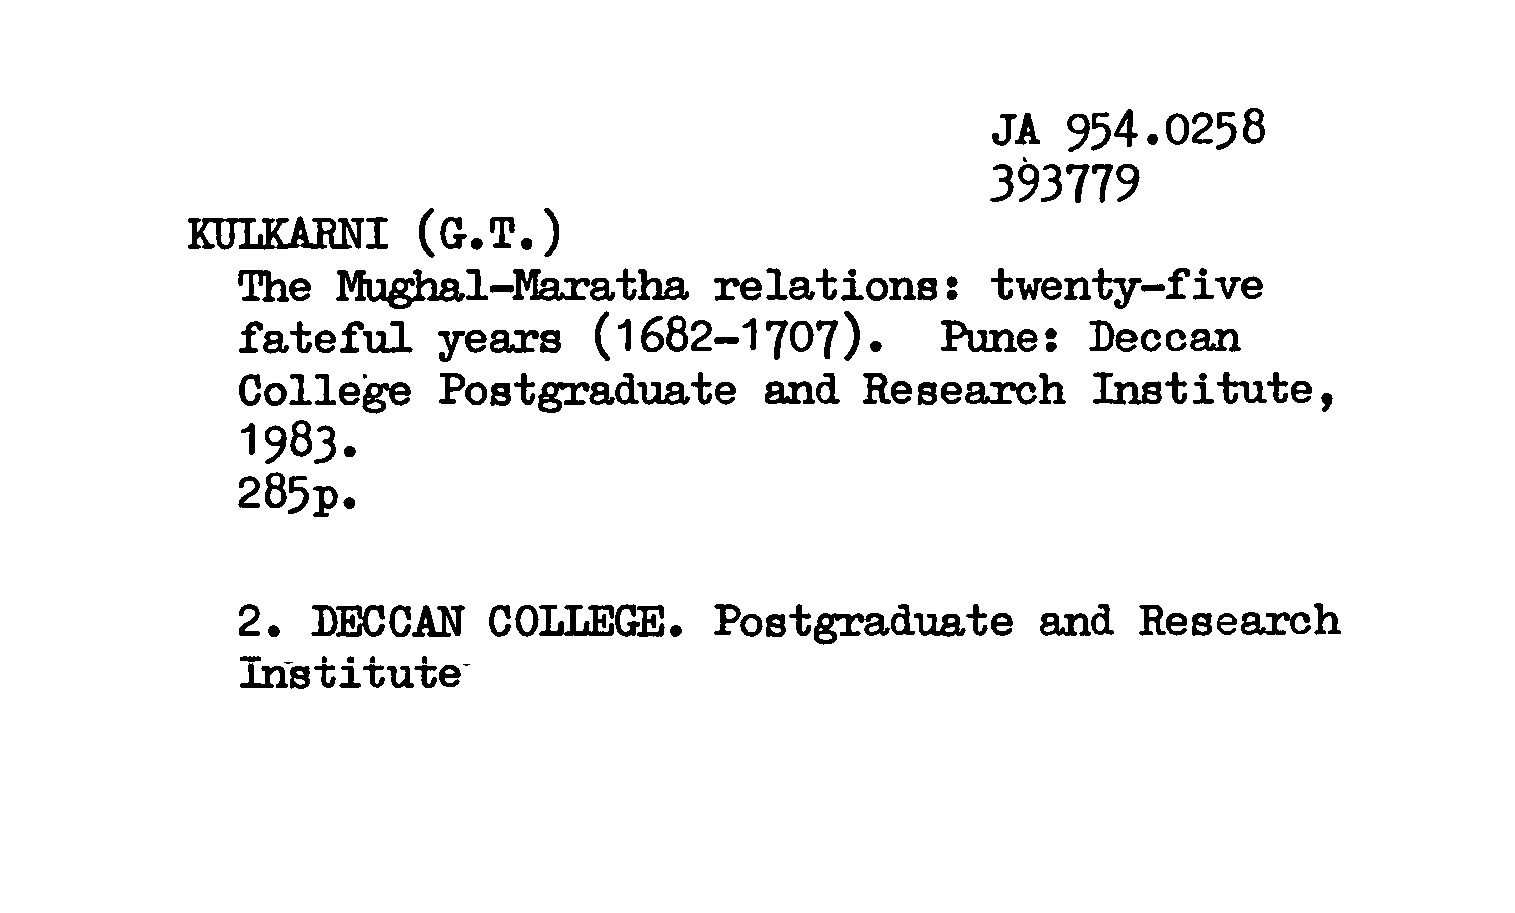 JA 954.0258
393779
KULKARNI (G.T.)
The Mughal-Maratha relations: twenty-five
fateful years (1682-1707). Pune: Deccan
College Postgraduate and Research Institute,
1983.
285p.
2. DECCAN COLLEGE. Postgraduate and Research
Institute